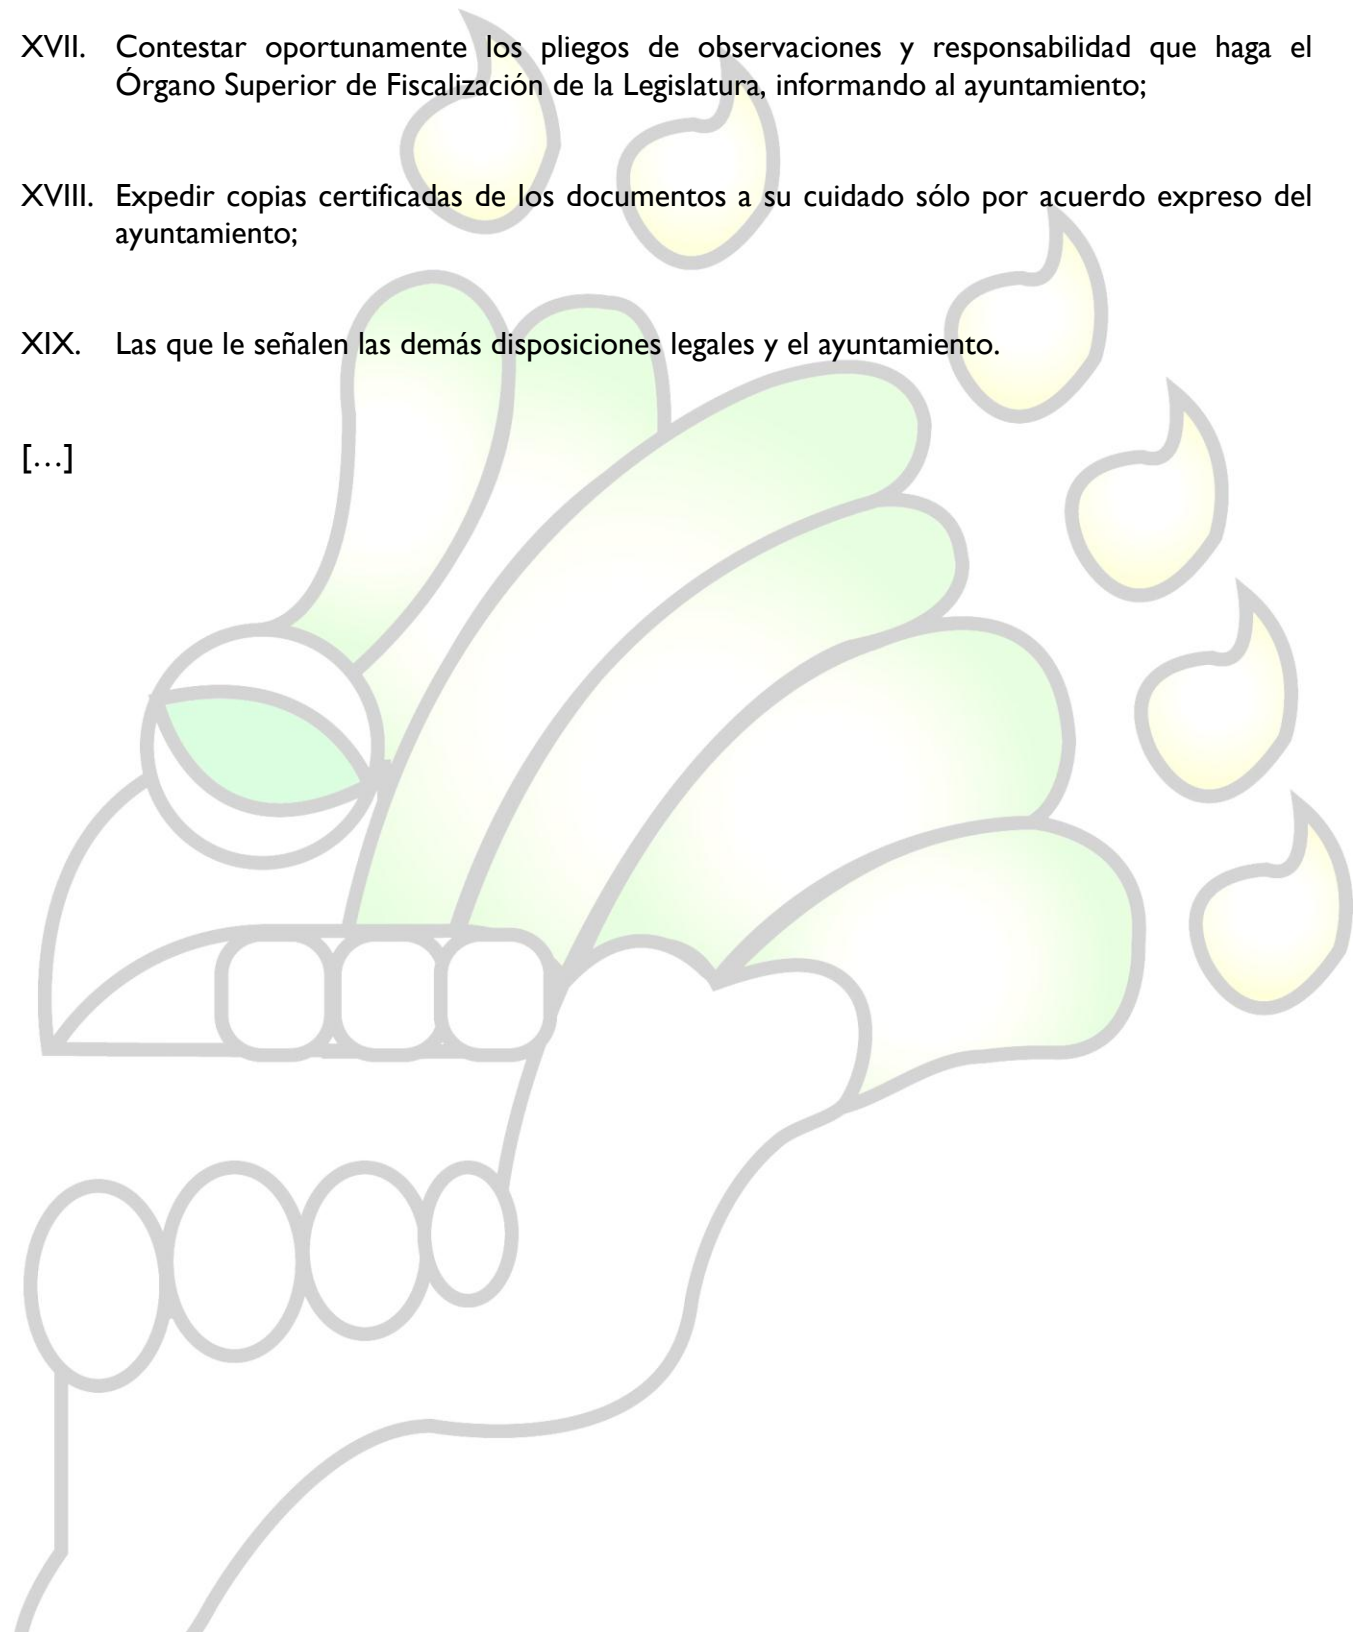 XVII. Contestar oportunamente los pliegos de observaciones y responsabilidad que haga el
Órgano Superior de Fiscalización de la Legislatura, informando al ayuntamiento;
XVIII. Expedir copias certificadas de los documentos a su cuidado sólo por acuerdo expreso del
ayuntamiento;
XIX. Las que le señalen las demás disposiciones legales y el ayuntamiento.
[…]